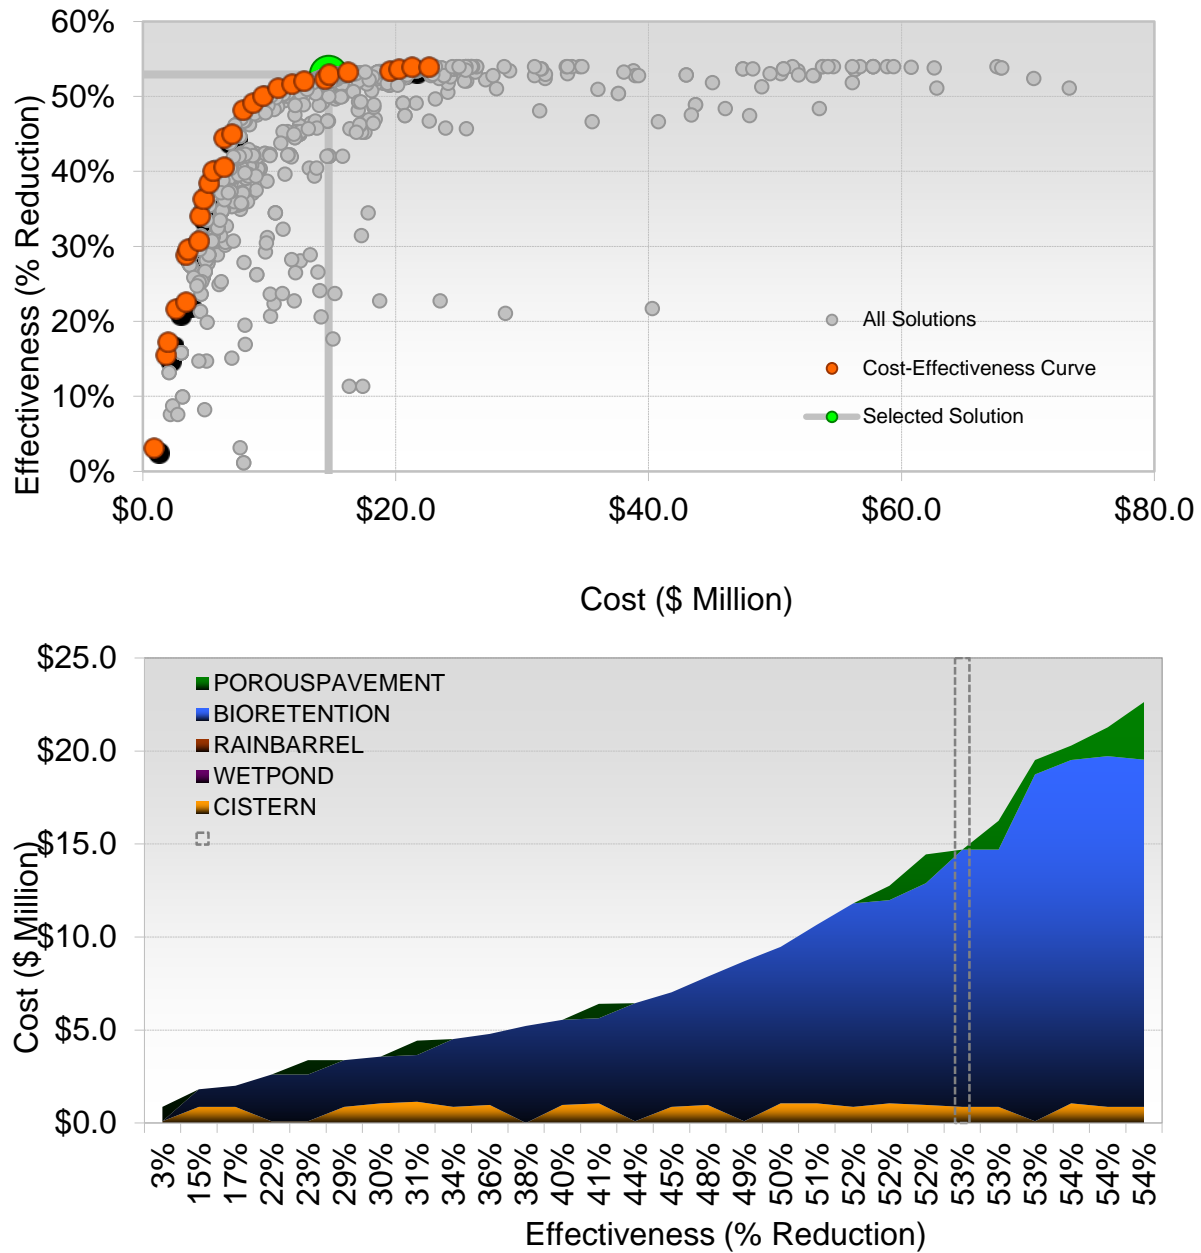 60%
50%
40%
30%
20%
10%
0%
Effectiveness (% Reduction)
All Solutions
Cost-Effectiveness Curve
Selected Solution
$0.0 $20.0 $40.0 $60.0 $80.0
Cost ($ Million)
$25.0
$20.0
$15.0
$10.0
$5.0
$0.0
Cost ($ Million)
POROUSPAVEMENT
BIORETENTION
RAINBARREL
WETPOND
CISTERN
3% 15% 17% 22% 23% 29% 30% 31% 34% 36% 38% 40% 41% 44% 45% 48% 49% 50% 51% 52% 52% 52% 53% 53% 53% 54% 54% 54%
Effectiveness (% Reduction)